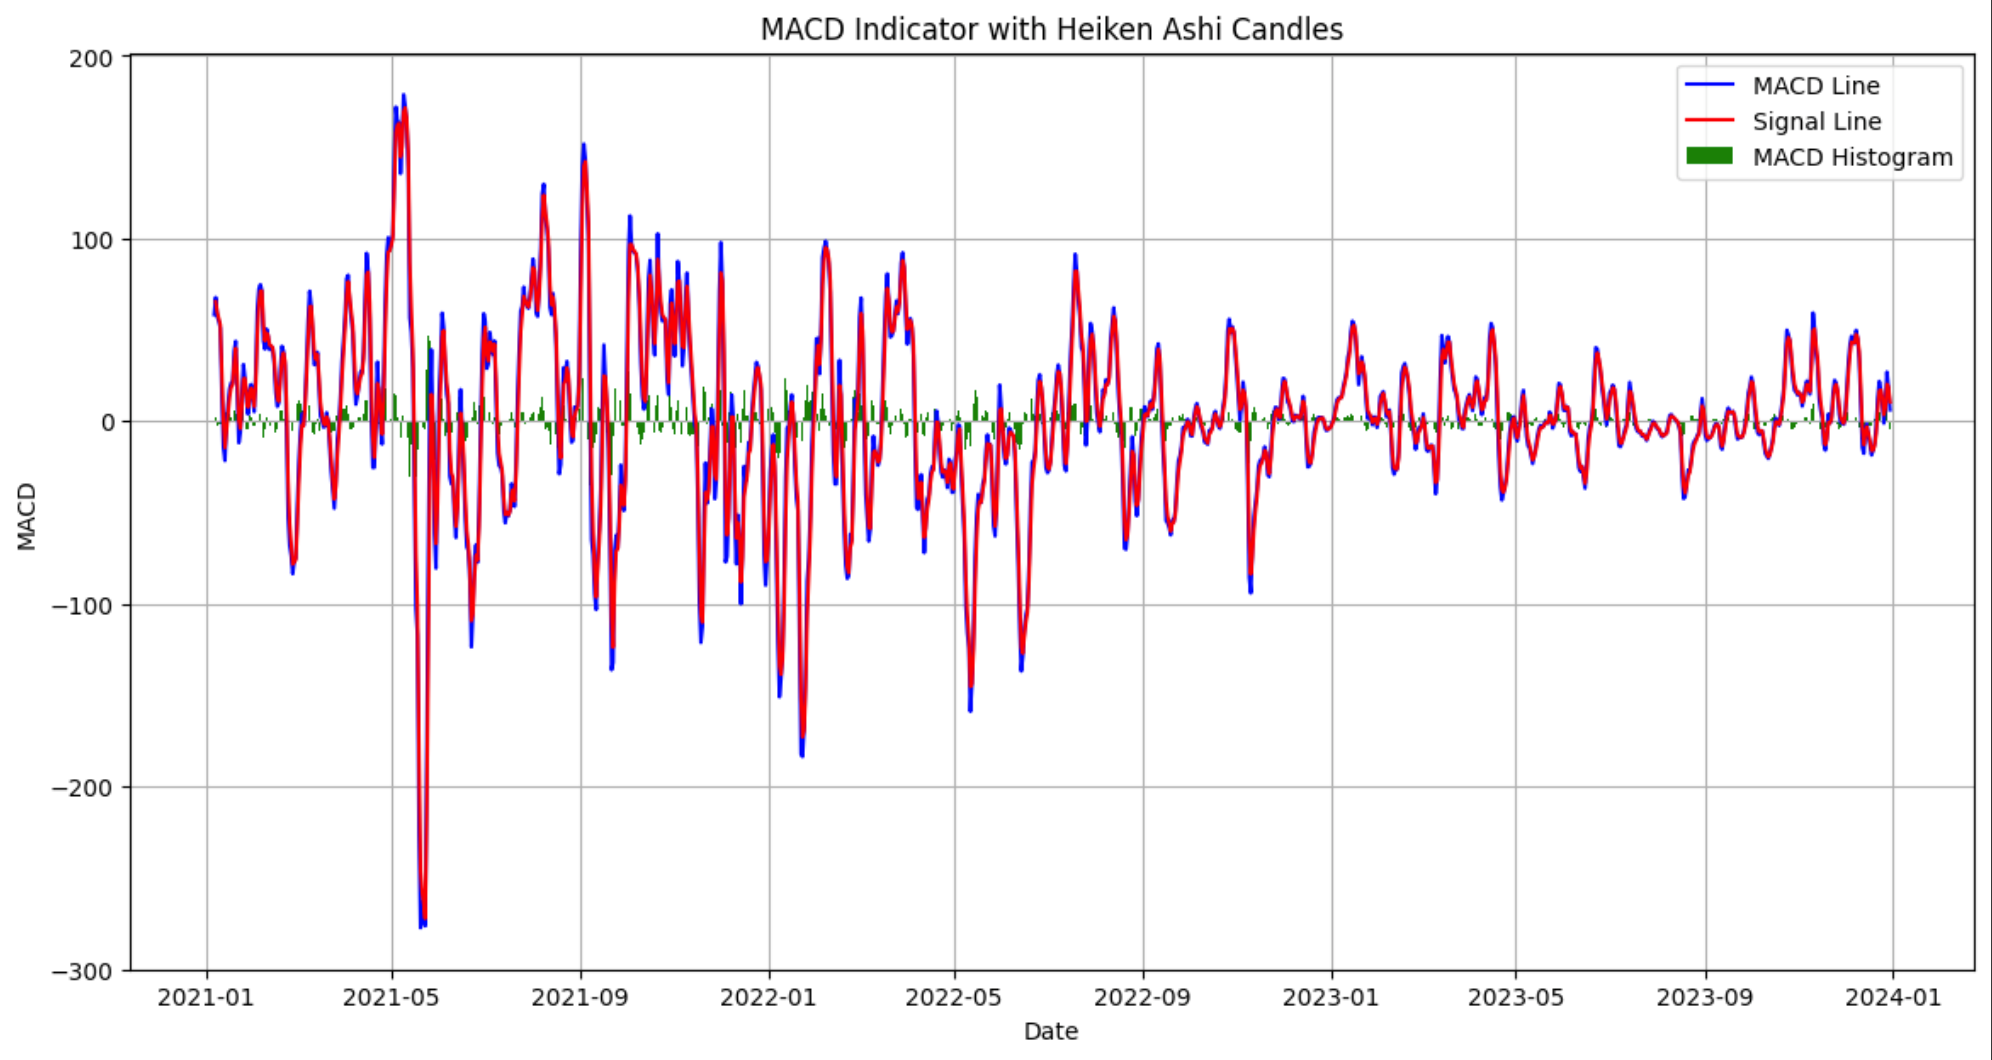 MACD Indicator with Heiken Ashi Candles
MACD Line
Signal Line
MACD Histogram
200
100
0
−100
−200
−300
MACD
2021-01
2021-05
2021-09
2022-01
2022-05
2022-09
2023-01
2023-05
2023-09
2024-01
Date